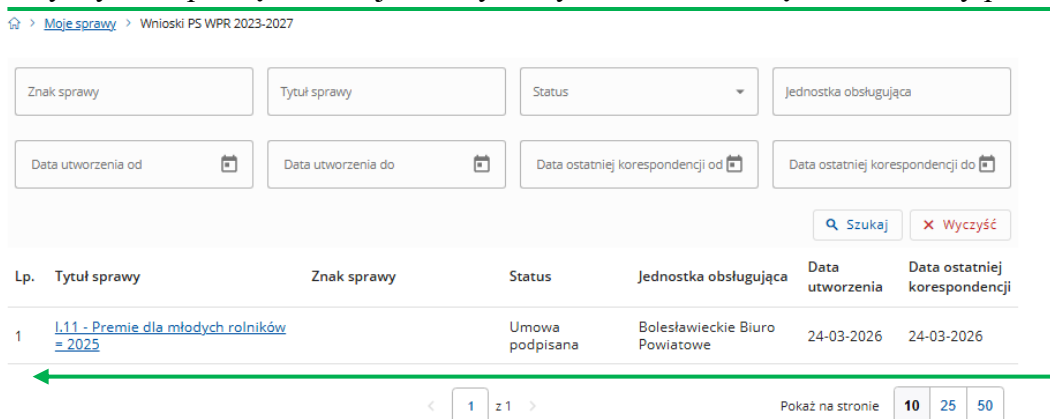 Moje sprawy > Wnioski PS WPR 2023-2027
Znak sprawy Tytuł sprawy Status Jednostka obsługująca
Data utworzenia od Data utworzenia do Data ostatniej korespondencji od Data ostatniej korespondencji do
Szukaj Wyczyść
Lp. Tytuł sprawy Znak sprawy Status Jednostka obsługująca Data utworzenia Data ostatniej korespondencji
1 I.11 - Premie dla młodych rolników = 2025 Umowa podpisana Bolesławieckie Biuro Powiatowe 24-03-2026 24-03-2026
1 z 1 Pokaż na stronie 10 25 50